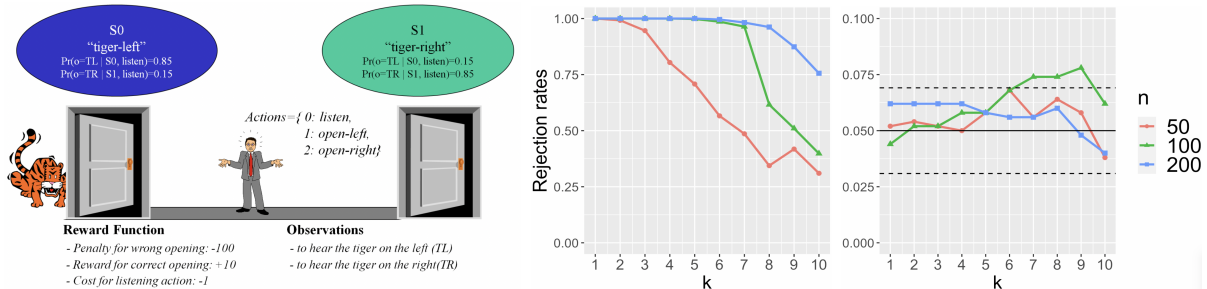 S0
“tiger-left”
Pr(o=TL | S0, listen)=0.85
Pr(o=TR | S1, listen)=0.15
S1
“tiger-right”
Pr(o=TL | S0, listen)=0.15
Pr(o=TR | S1, listen)=0.85
Actions={ 0: listen,
1: open-left,
2: open-right}
Reward Function
- Penalty for wrong opening: -100
- Reward for correct opening: +10
- Cost for listening action: -1
Observations
- to hear the tiger on the left (TL)
- to hear the tiger on the right(TR)
Rejection rates
1.00
0.75
0.50
0.25
0.00
1 2 3 4 5 6 7 8 9 10
k
0.100
0.075
0.050
0.025
0.000
1 2 3 4 5 6 7 8 9 10
k
n
50
100
200